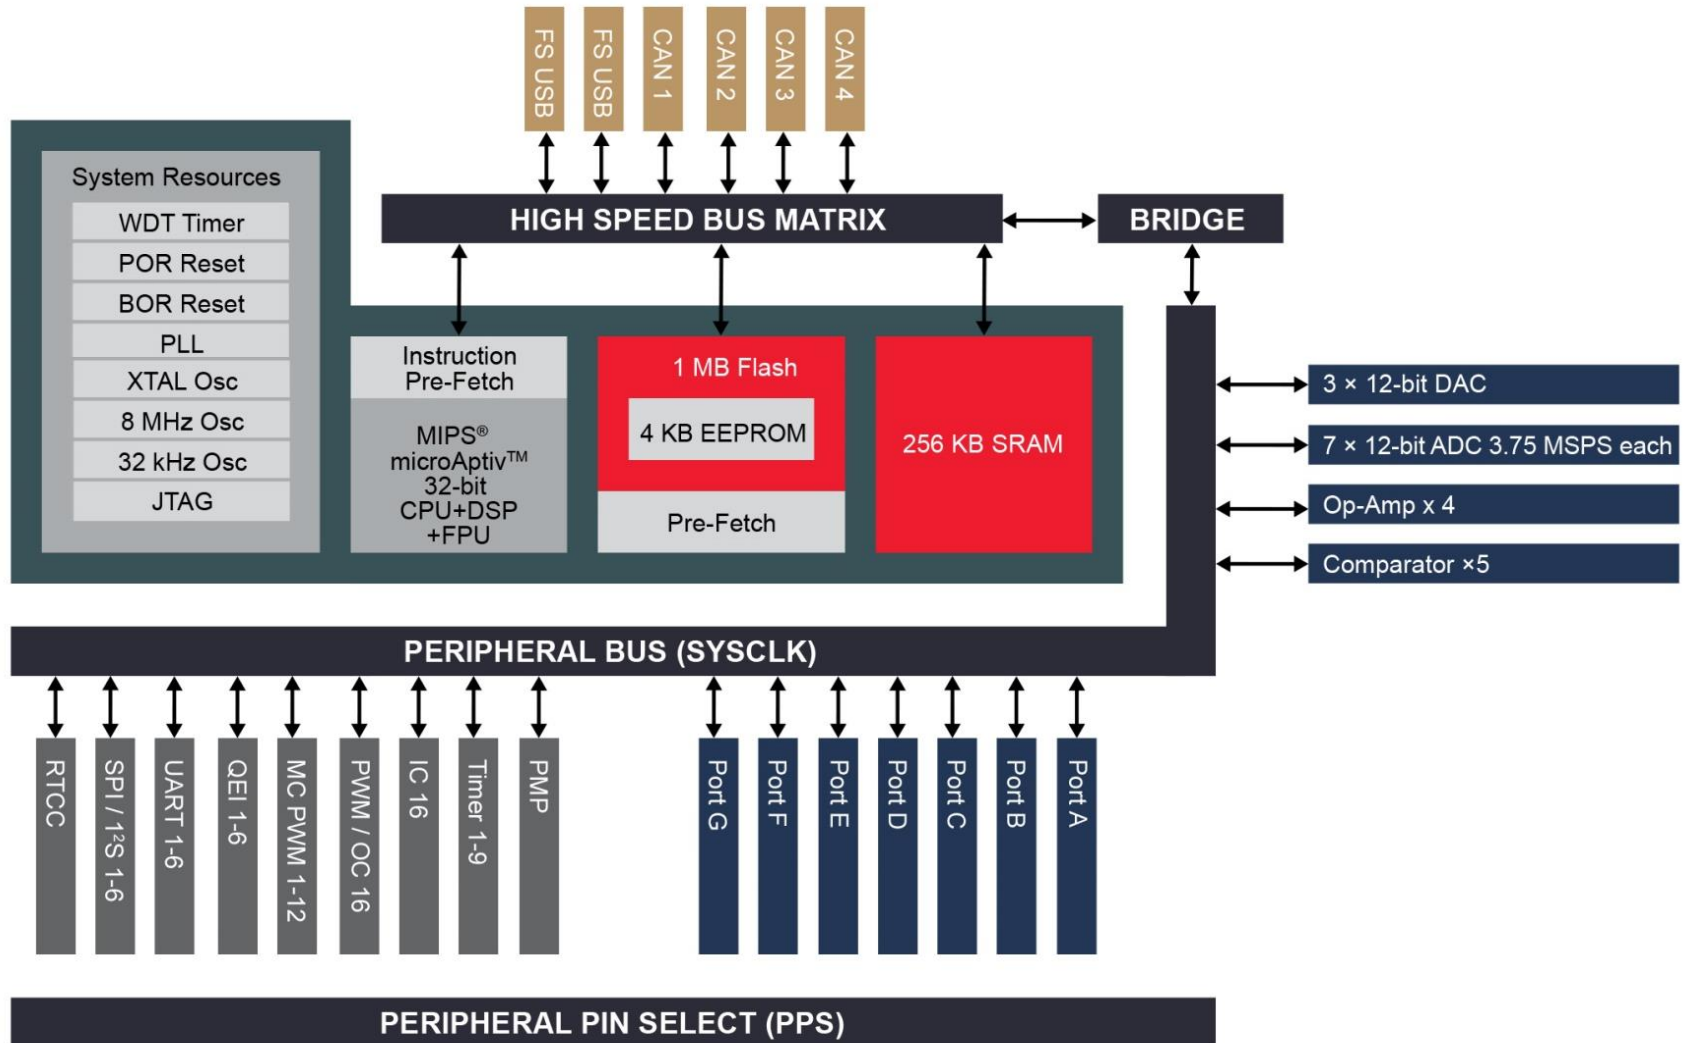 FS USB
FS USB
CAN 1
CAN 2
CAN 3
CAN 4
System Resources
WDT Timer
POR Reset
BOR Reset
PLL
XTAL Osc
8 MHz Osc
32 kHz Osc
JTAG
HIGH SPEED BUS MATRIX
BRIDGE
Instruction
Pre-Fetch
MIPS®
microAptiv™
32-bit
CPU+DSP
+FPU
1 MB Flash
4 KB EEPROM
Pre-Fetch
256 KB SRAM
3 × 12-bit DAC
7 × 12-bit ADC 3.75 MSPS each
Op-Amp x 4
Comparator ×5
PERIPHERAL BUS (SYSCLK)
RTCC
SPI / 1²S 1-6
UART 1-6
QEI 1-6
MC PWM 1-12
PWM / OC 16
IC 16
Timer 1-9
PMP
Port G
Port F
Port E
Port D
Port C
Port B
Port A
PERIPHERAL PIN SELECT (PPS)